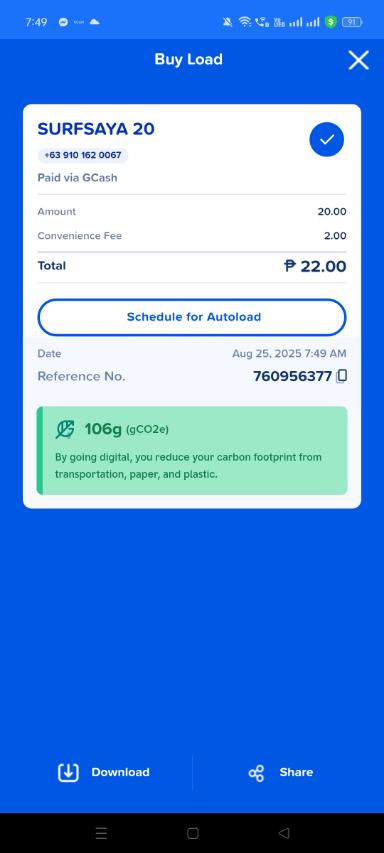 7:49
91
Buy Load
SURFSAYA 20
+63 910 162 0067
Paid via GCash
Amount 20.00
Convenience Fee 2.00
Total ₱ 22.00
Schedule for Autoload
Date Aug 25, 2025 7:49 AM
Reference No. 760956377
106g (gCO2e)
By going digital, you reduce your carbon footprint from
transportation, paper, and plastic.
Download Share